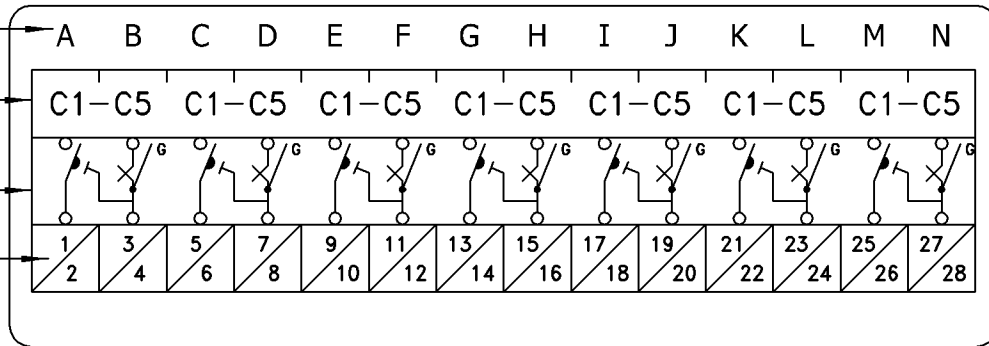 A B C D E F G H I J K L M N
C1-C5 C1-C5 C1-C5 C1-C5 C1-C5 C1-C5 C1-C5
G G G G G G G
1 3 5 7 9 11 13 15 17 19 21 23 25 27
2 4 6 8 10 12 14 16 18 20 22 24 26 28